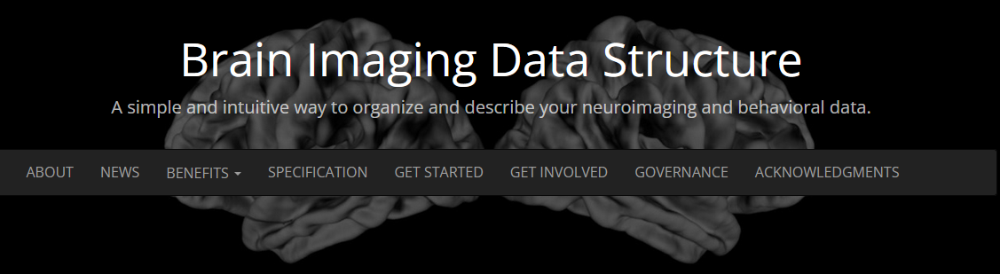 Brain Imaging Data Structure
A simple and intuitive way to organize and describe your neuroimaging and behavioral data.
ABOUT NEWS BENEFITS SPECIFICATION GET STARTED GET INVOLVED GOVERNANCE ACKNOWLEDGMENTS